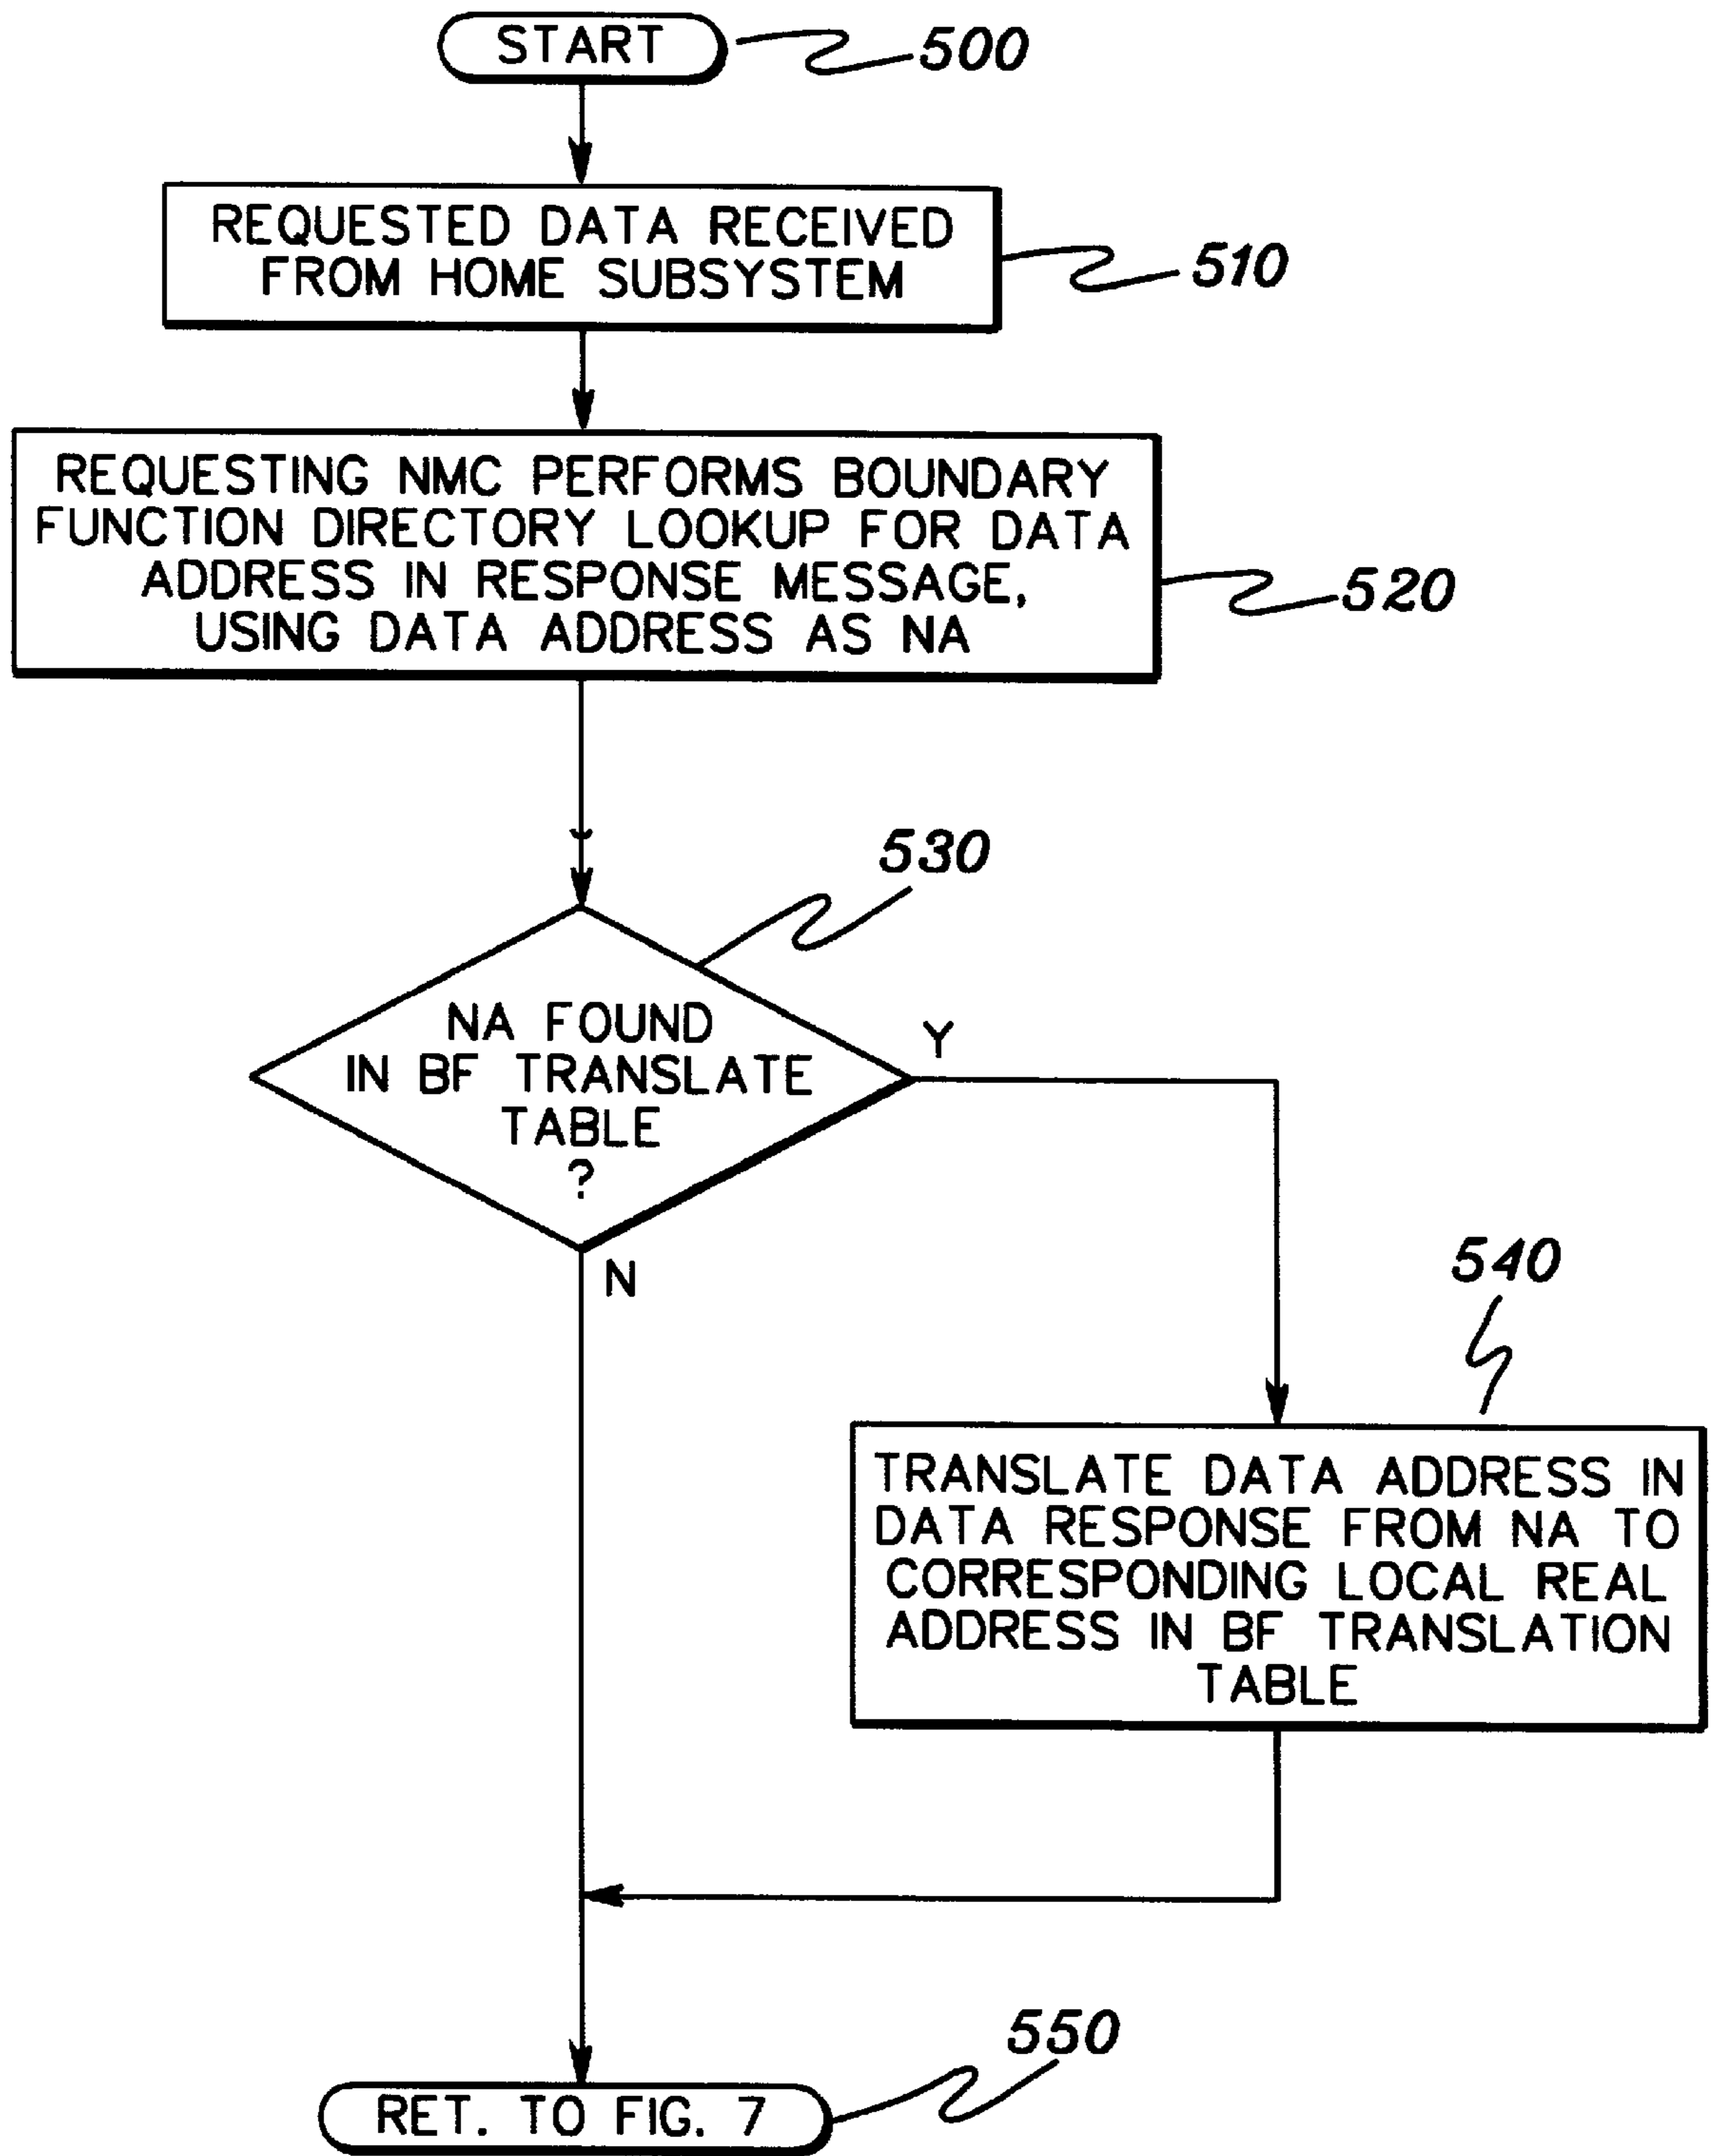 START
500
REQUESTED DATA RECEIVED
FROM HOME SUBSYSTEM
510
REQUESTING NMC PERFORMS BOUNDARY
FUNCTION DIRECTORY LOOKUP FOR DATA
ADDRESS IN RESPONSE MESSAGE,
USING DATA ADDRESS AS NA
520
530
NA FOUND
IN BF TRANSLATE
TABLE
?
Y
N
540
TRANSLATE DATA ADDRESS IN
DATA RESPONSE FROM NA TO
CORRESPONDING LOCAL REAL
ADDRESS IN BF TRANSLATION
TABLE
550
RET. TO FIG. 7